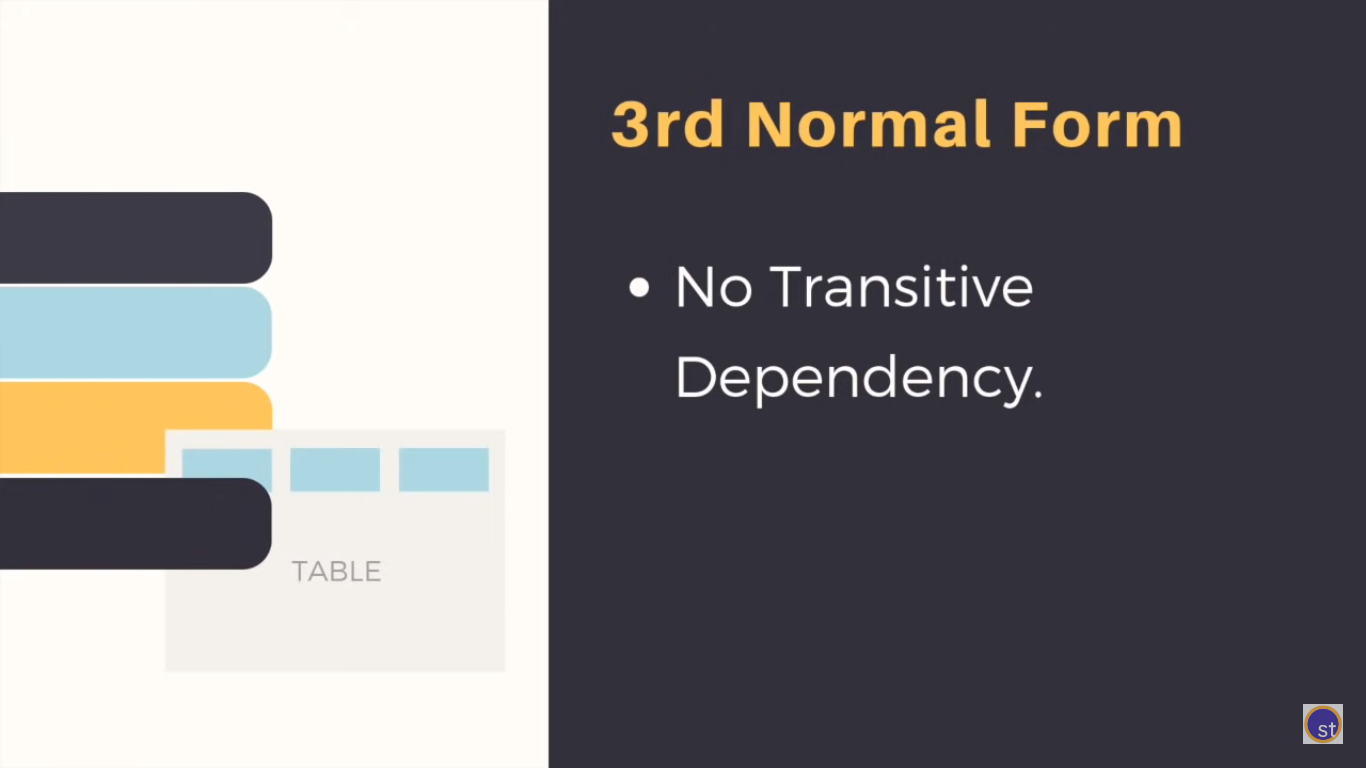 3rd Normal Form
• No Transitive
Dependency.
TABLE
st